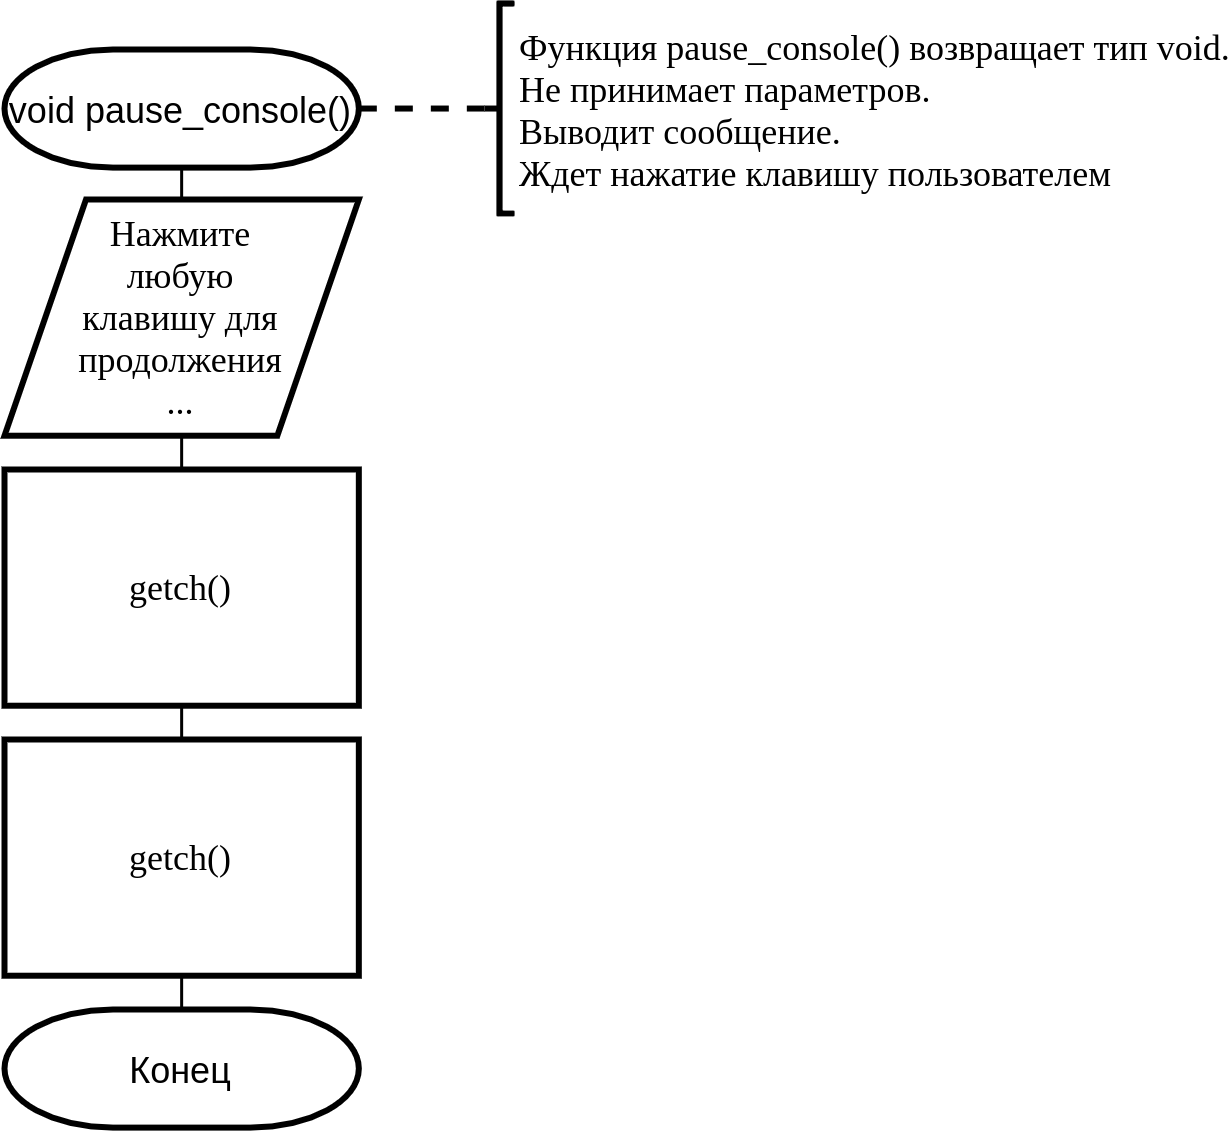 void pause_console()
Функция pause_console() возвращает тип void.
Не принимает параметров.
Выводит сообщение.
Ждет нажатие клавишу пользователем
Нажмите
любую
клавишу для
продолжения
...
getch()
getch()
Конец